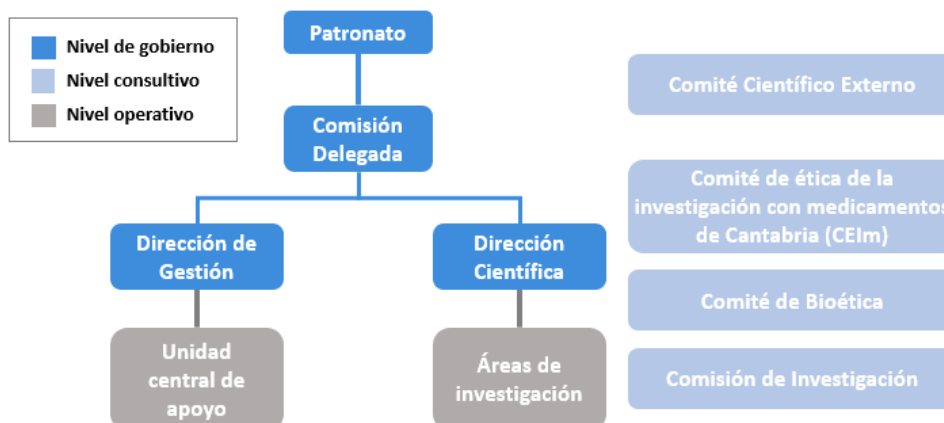 Nivel de gobierno
Nivel consultivo
Nivel operativo
Patronato
Comisión
Delegada
Dirección de
Gestión
Dirección
Científica
Unidad
central de
apoyo
Áreas de
investigación
Comité Científico Externo
Comité de ética de la
investigación con medicamentos
de Cantabria (CEIm)
Comité de Bioética
Comisión de Investigación